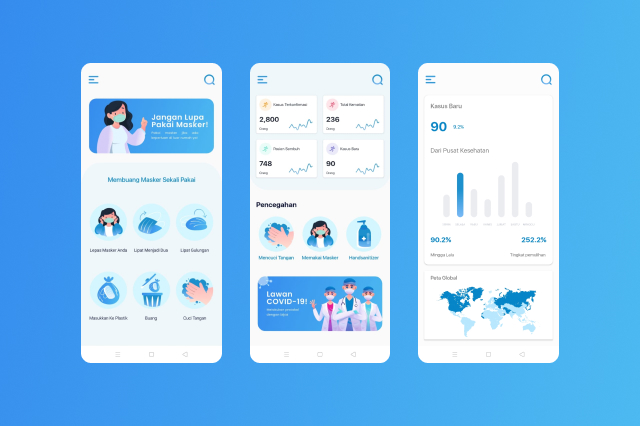 Jangan Lupa
Pakai Masker!
Membuang Masker Sekali Pakai
Lepas Masker Anda
Lipat Menjadi Dua
Lipat Gulungan
Masukkan Ke Plastik
Buang
Cuci Tangan
Kasus Terkonfirmasi
2,800
Orang
Total Kematian
236
Orang
Pasien Sembuh
748
Orang
Kasus Baru
90
Orang
Pencegahan
Mencuci Tangan
Memakai Masker
Handsanitizer
Lawan
COVID-19!
Kasus Baru
90
9.2%
Dari Pusat Kesehatan
90.2%
252.2%
Minggu Lalu
Tingkat pemulihan
Peta Global